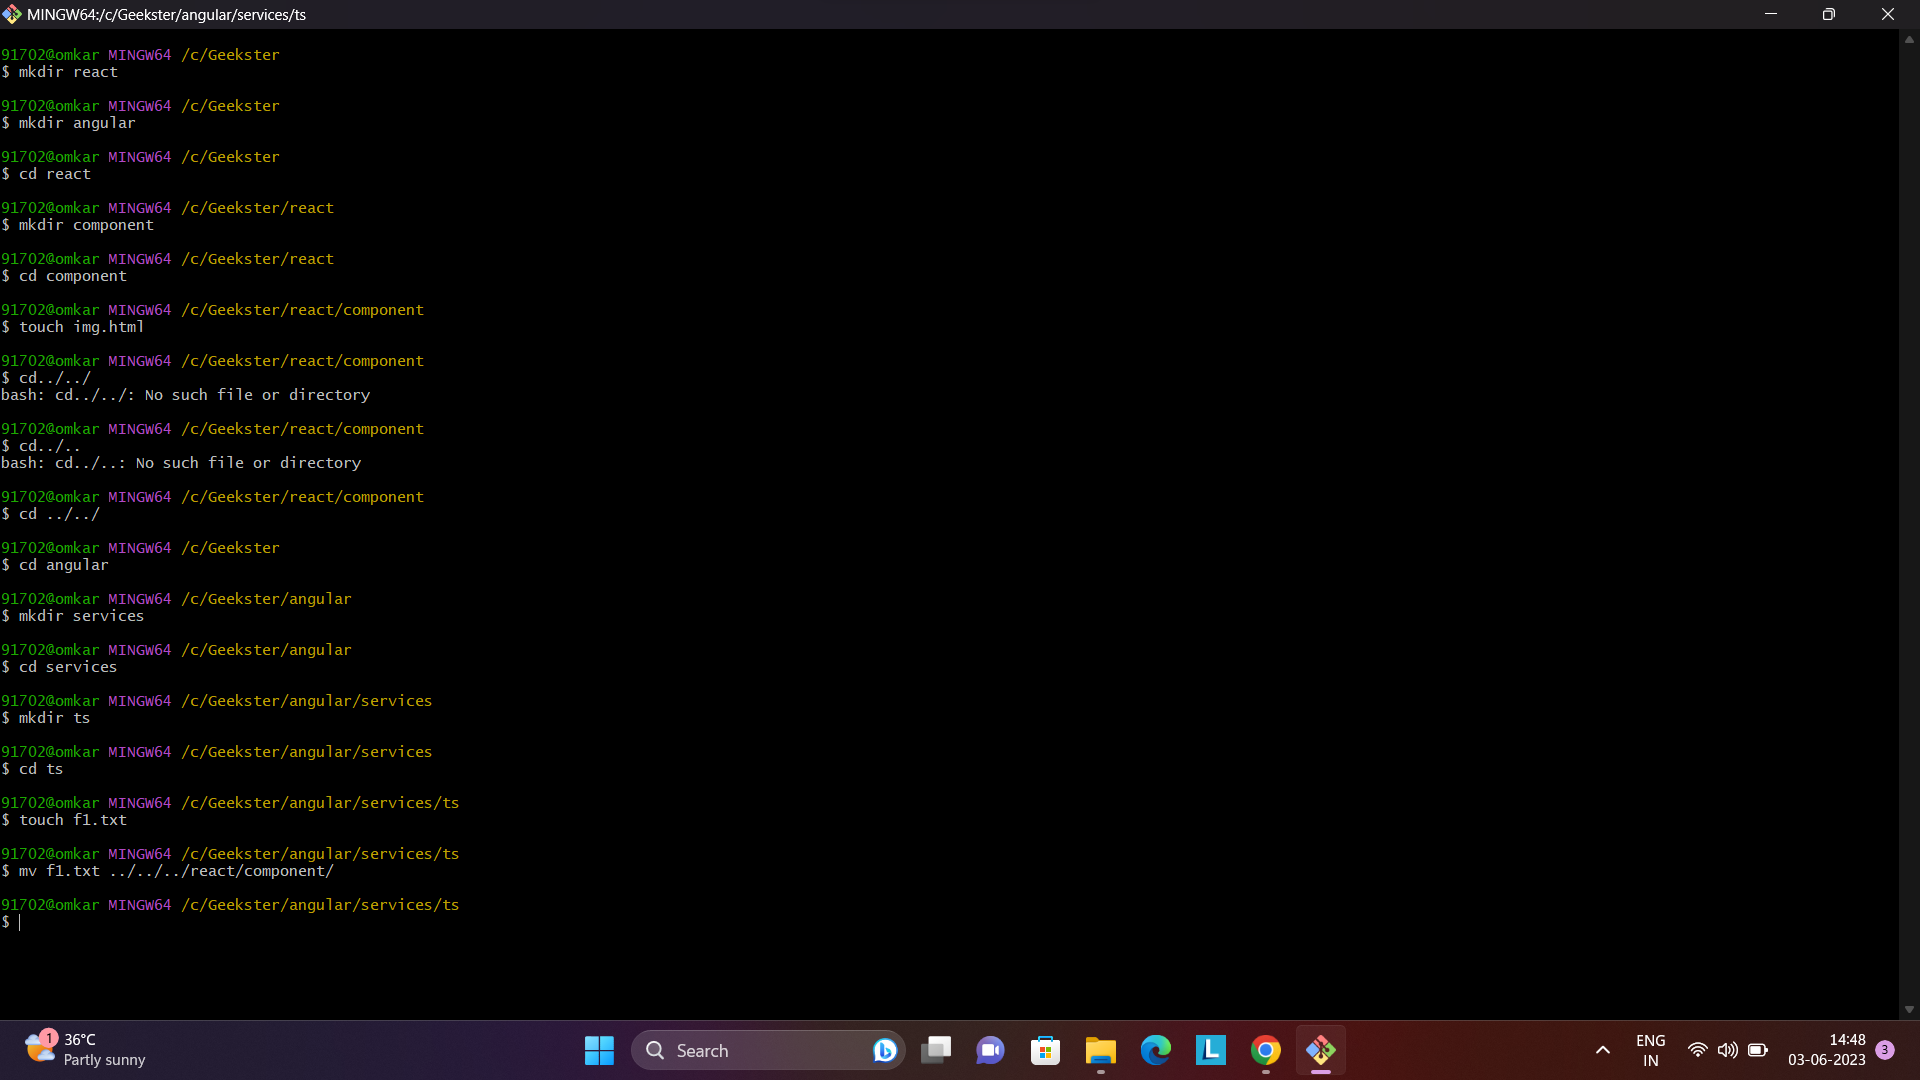 MINGW64:/c/Geekster/angular/services/ts
91702@omkar MINGW64 /c/Geekster
$ mkdir react
91702@omkar MINGW64 /c/Geekster
$ mkdir angular
91702@omkar MINGW64 /c/Geekster
$ cd react
91702@omkar MINGW64 /c/Geekster/react
$ mkdir component
91702@omkar MINGW64 /c/Geekster/react
$ cd component
91702@omkar MINGW64 /c/Geekster/react/component
$ touch img.html
91702@omkar MINGW64 /c/Geekster/react/component
$ cd../../
bash: cd../../: No such file or directory
91702@omkar MINGW64 /c/Geekster/react/component
$ cd../..
bash: cd../..: No such file or directory
91702@omkar MINGW64 /c/Geekster/react/component
$ cd ../../
91702@omkar MINGW64 /c/Geekster
$ cd angular
91702@omkar MINGW64 /c/Geekster/angular
$ mkdir services
91702@omkar MINGW64 /c/Geekster/angular
$ cd services
91702@omkar MINGW64 /c/Geekster/angular/services
$ mkdir ts
91702@omkar MINGW64 /c/Geekster/angular/services
$ cd ts
91702@omkar MINGW64 /c/Geekster/angular/services/ts
$ touch f1.txt
91702@omkar MINGW64 /c/Geekster/angular/services/ts
$ mv f1.txt ../../../react/component/
91702@omkar MINGW64 /c/Geekster/angular/services/ts
$
1
36°C
Partly sunny
Search
L
ENG
IN
14:48
03-06-2023
3